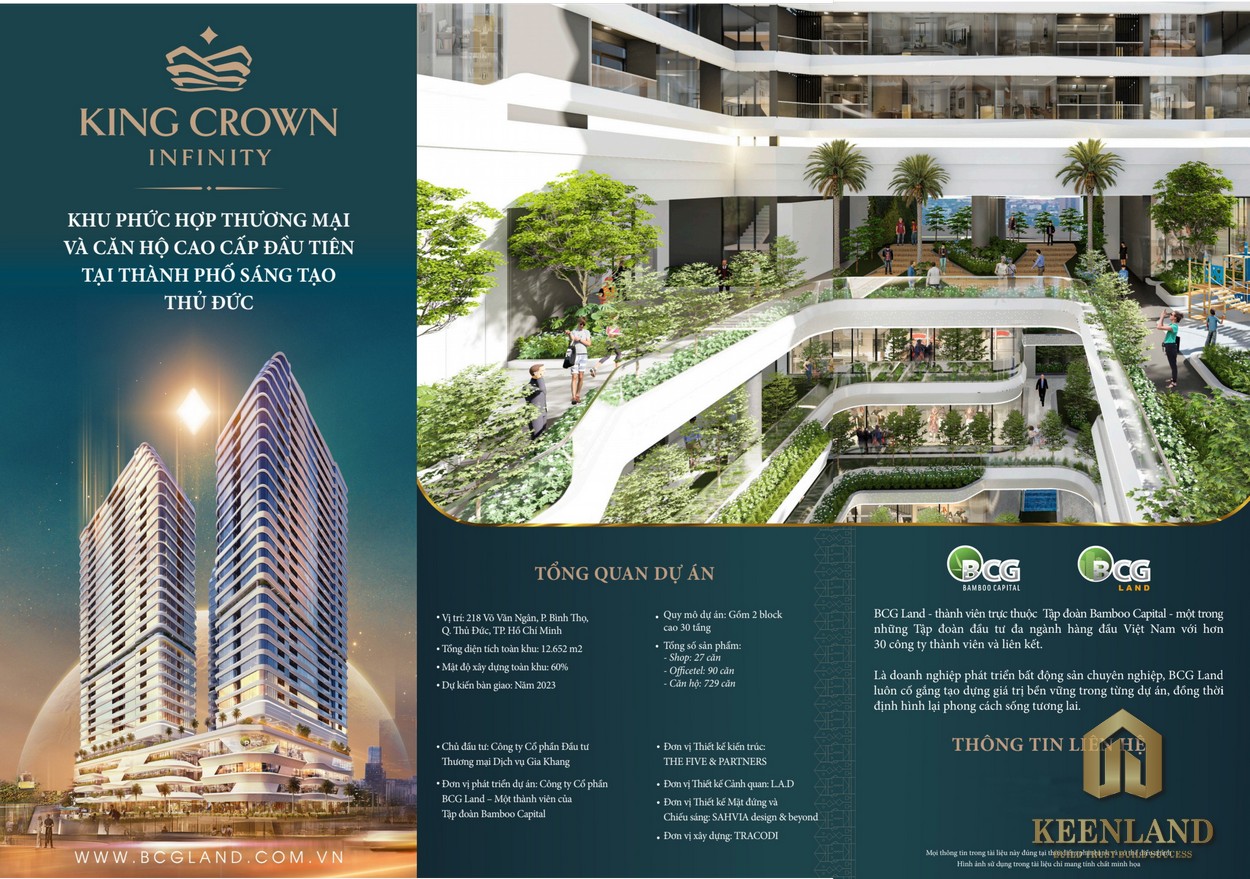 KING CROWN
INFINITY
KHU PHỨC HỢP THƯƠNG MẠI
VÀ CĂN HỘ CAO CẤP ĐẦU TIÊN
TẠI THÀNH PHỐ SÁNG TẠO
THỦ ĐỨC
WWW.BCGLAND.COM.VN
TỔNG QUAN DỰ ÁN
• Vị trí: 218 Võ Văn Ngân, P. Bình Thọ,
Q. Thủ Đức, TP. Hồ Chí Minh
• Tổng diện tích toàn khu: 12.652 m2
• Mật độ xây dựng toàn khu: 60%
• Dự kiến bàn giao: Năm 2023
• Quy mô dự án: Gồm 2 block
cao 30 tầng
• Tổng số sản phẩm:
- Shop: 27 căn
- Officetel: 90 căn
- Căn hộ: 729 căn
• Chủ đầu tư: Công ty Cổ phần Đầu tư
Thương mại Dịch vụ Gia Khang
• Đơn vị phát triển dự án: Công ty Cổ phần
BCG Land – Một thành viên của
Tập đoàn Bamboo Capital
• Đơn vị Thiết kế kiến trúc:
THE FIVE & PARTNERS
• Đơn vị Thiết kế Cảnh quan: L.A.D
• Đơn vị Thiết kế Mặt đứng và
Chiếu sáng: SAHVIA design & beyond
• Đơn vị xây dựng: TRACODI
BCG
BAMBOO CAPITAL
BCG
LAND
BCG Land - thành viên trực thuộc Tập đoàn Bamboo Capital - một trong
những Tập đoàn đầu tư đa ngành hàng đầu Việt Nam với hơn
30 công ty thành viên và liên kết.
Là doanh nghiệp phát triển bất động sản chuyên nghiệp, BCG Land
luôn cố gắng tạo dựng giá trị bền vững trong từng dự án, đồng thời
định hình lại phong cách sống tương lai.
THÔNG TIN LIÊN HỆ
KEENLAND
BUILD TRUST BUILD SUCCESS
Mọi thông tin trong tài liệu này đúng tại
Hình ảnh sử dụng trong tài liệu chỉ mang tính chất minh họa